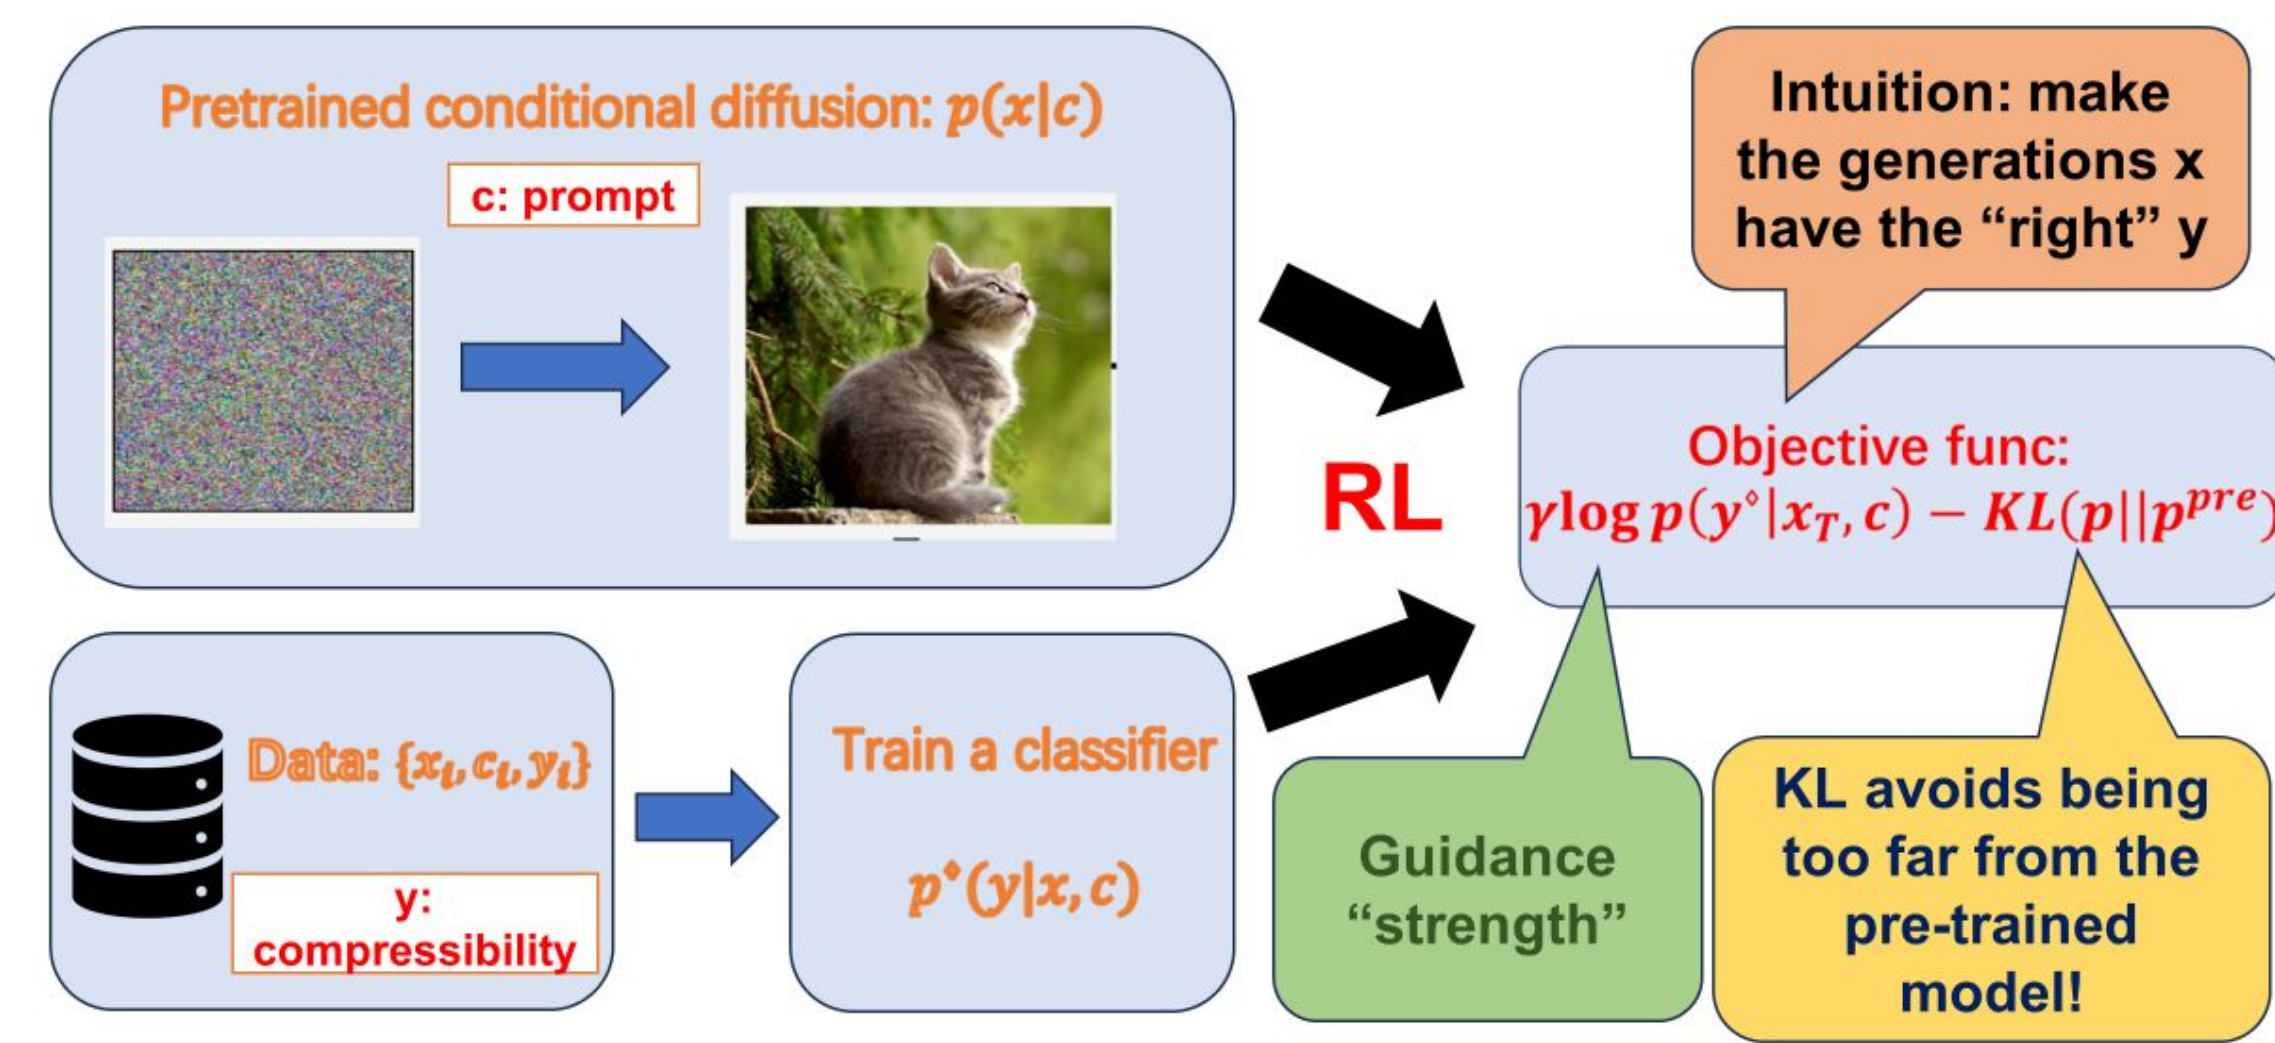 Pretrained conditional diffusion: p(x|c)
c: prompt
Data: {x_i, c_i, y_i}
y:
compressibility
Train a classifier
p^⋄(y|x, c)
RL
Intuition: make
the generations x
have the “right” y
Objective func:
γlog p(y^⋄|x_T, c) − KL(p||p^{pre})
Guidance
“strength”
KL avoids being
too far from the
pre-trained
model!